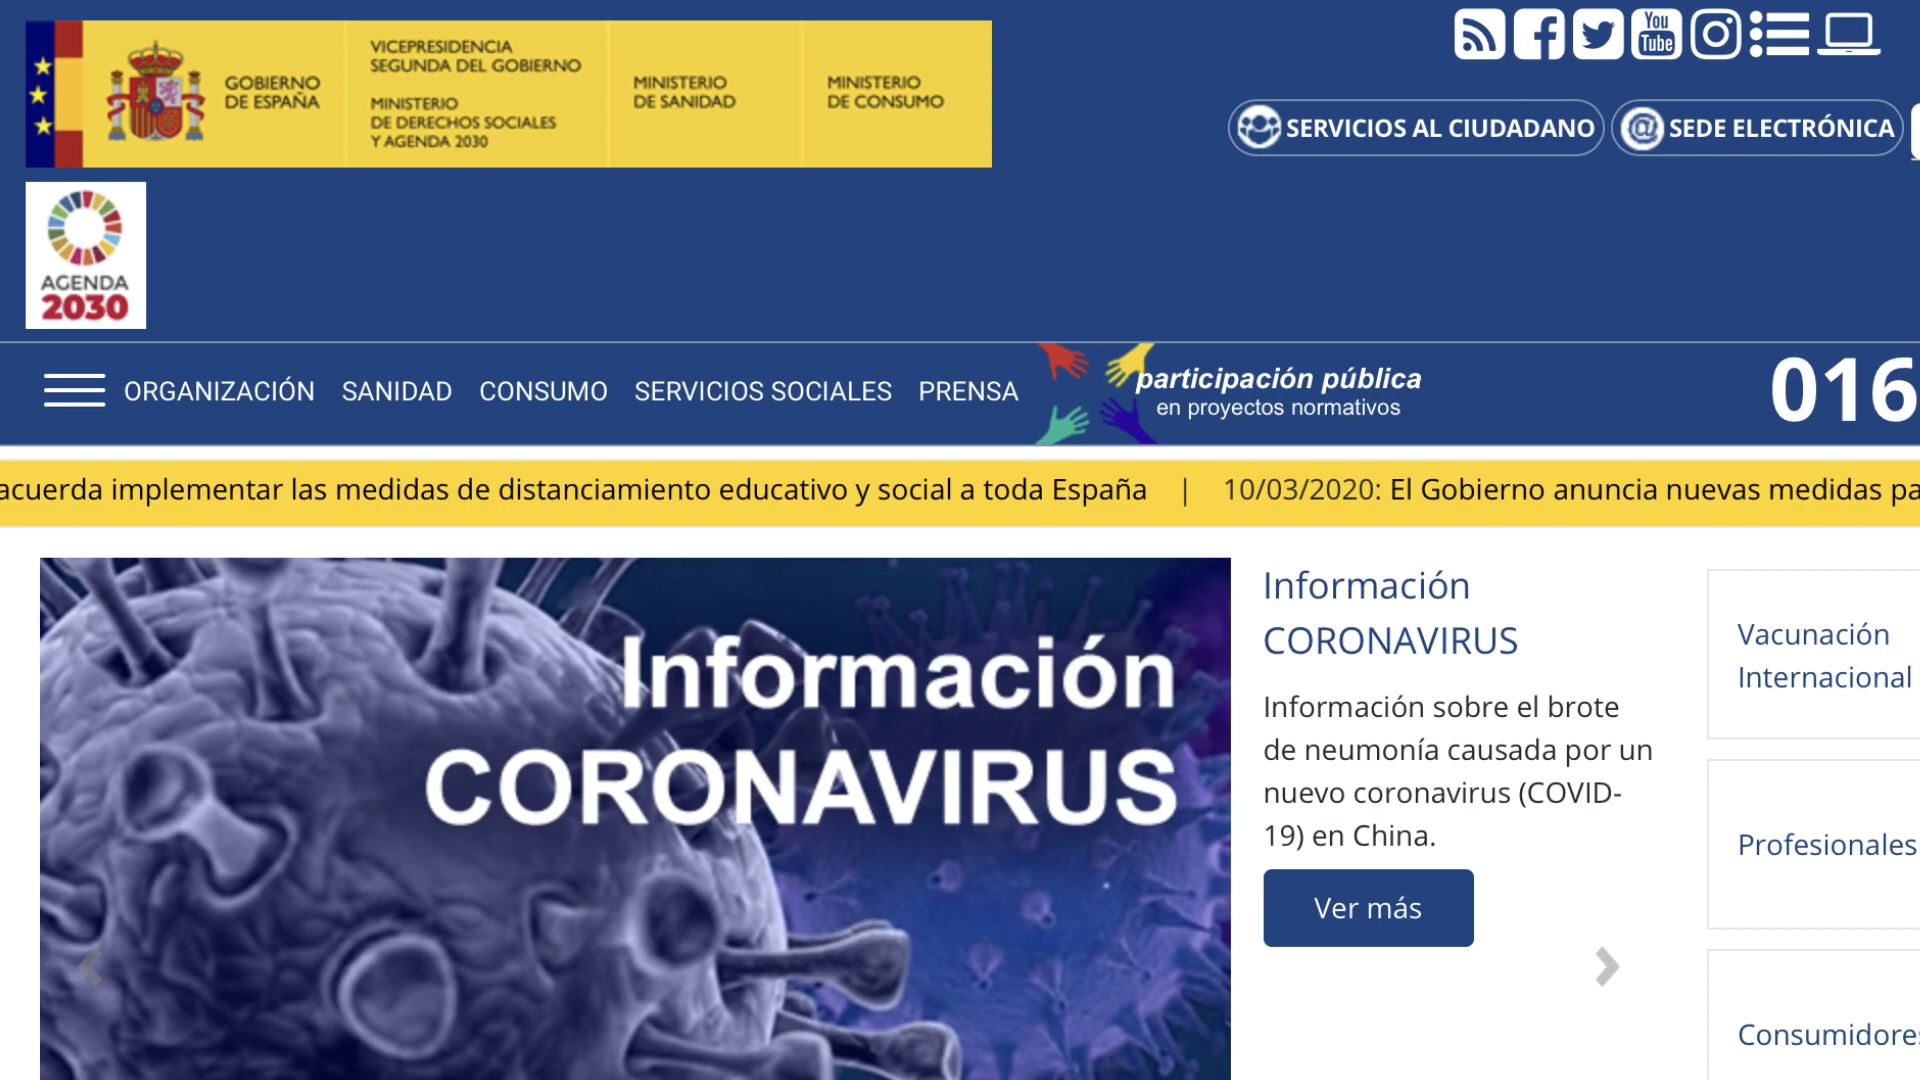 GOBIERNO
DE ESPAÑA
VICEPRESIDENCIA
SEGUNDA DEL GOBIERNO
MINISTERIO
DE DERECHOS SOCIALES
Y AGENDA 2030
MINISTERIO
DE SANIDAD
MINISTERIO
DE CONSUMO
You
Tube
SERVICIOS AL CIUDADANO
SEDE ELECTRÓNICA
AGENDA
2030
ORGANIZACIÓN SANIDAD CONSUMO SERVICIOS SOCIALES PRENSA
participación pública
en proyectos normativos
016
acuerda implementar las medidas de distanciamiento educativo y social a toda España | 10/03/2020: El Gobierno anuncia nuevas medidas pa
Información
CORONAVIRUS
Información
CORONAVIRUS
Información sobre el brote
de neumonía causada por un
nuevo coronavirus (COVID-
19) en China.
Ver más
Vacunación
Internacional
Profesionales
Consumidores